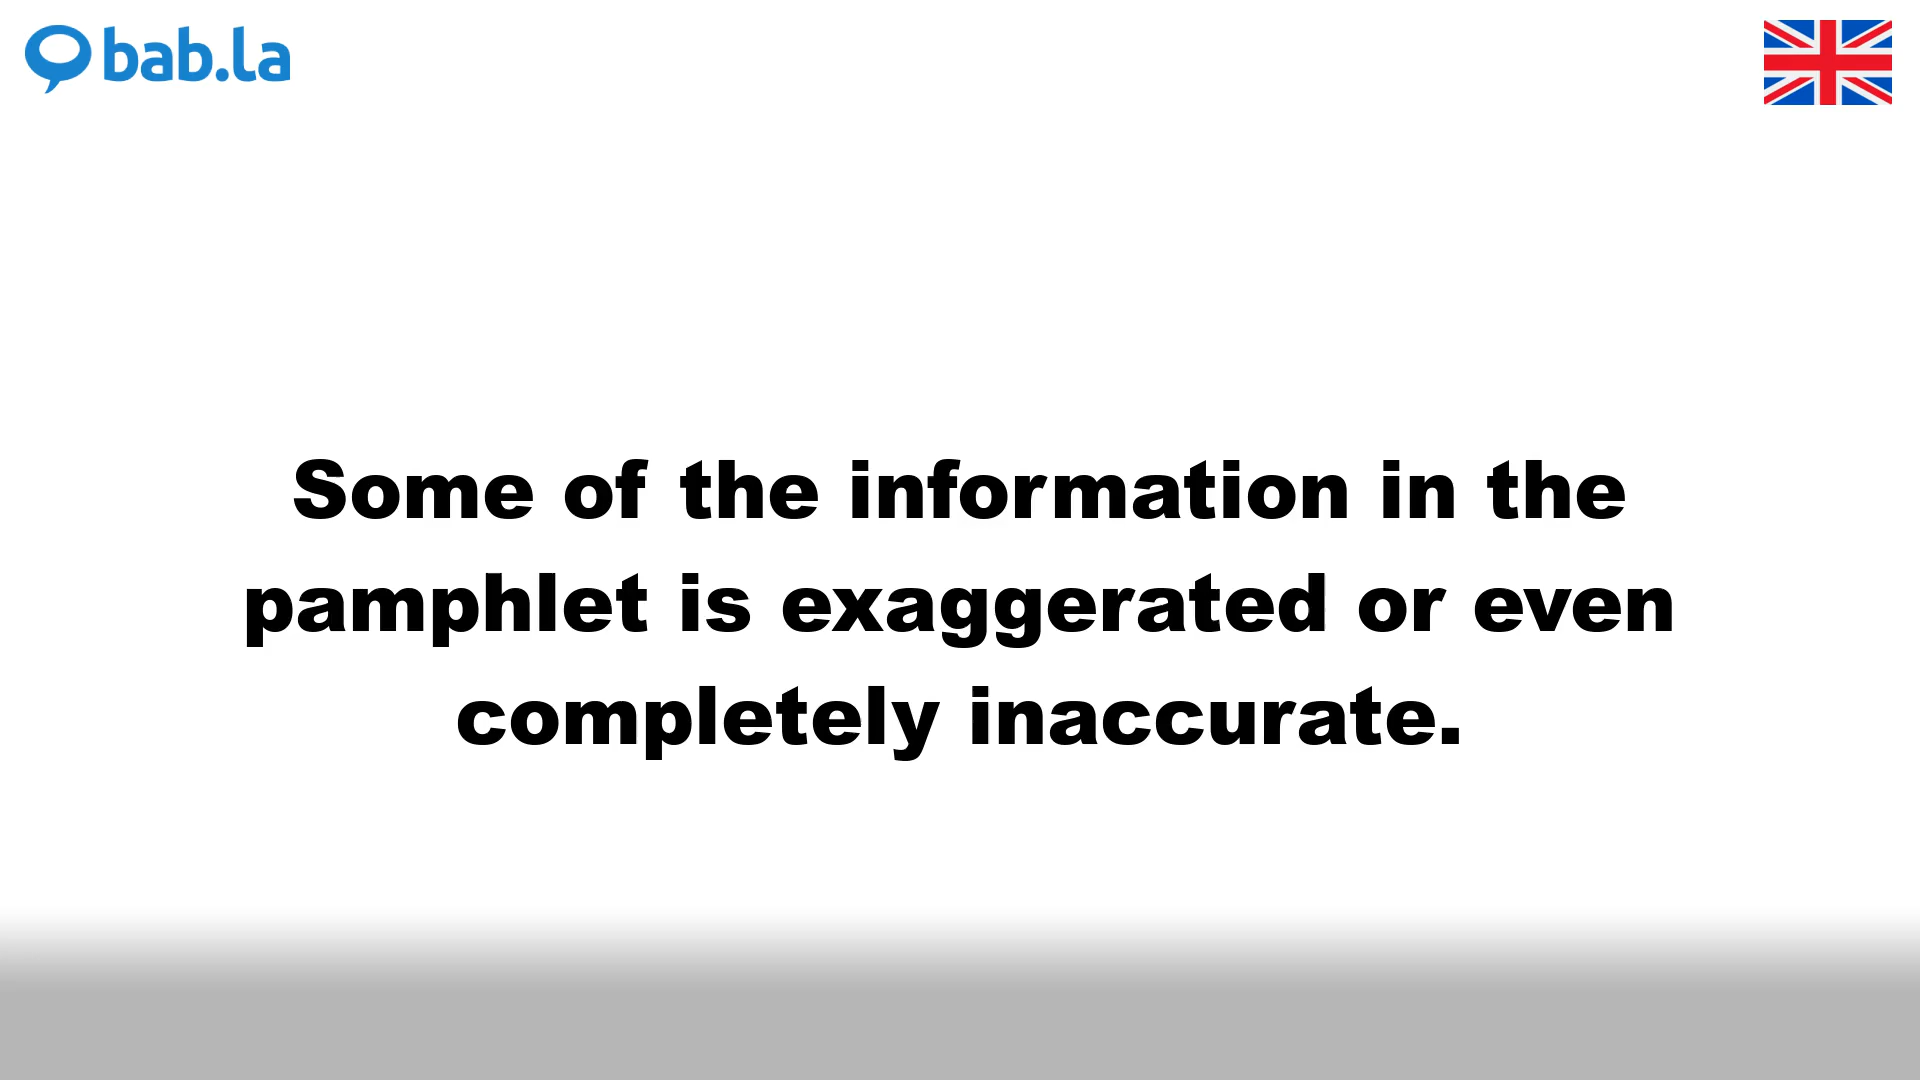 bab.la
Some of the information in the
pamphlet is exaggerated or even
completely inaccurate.